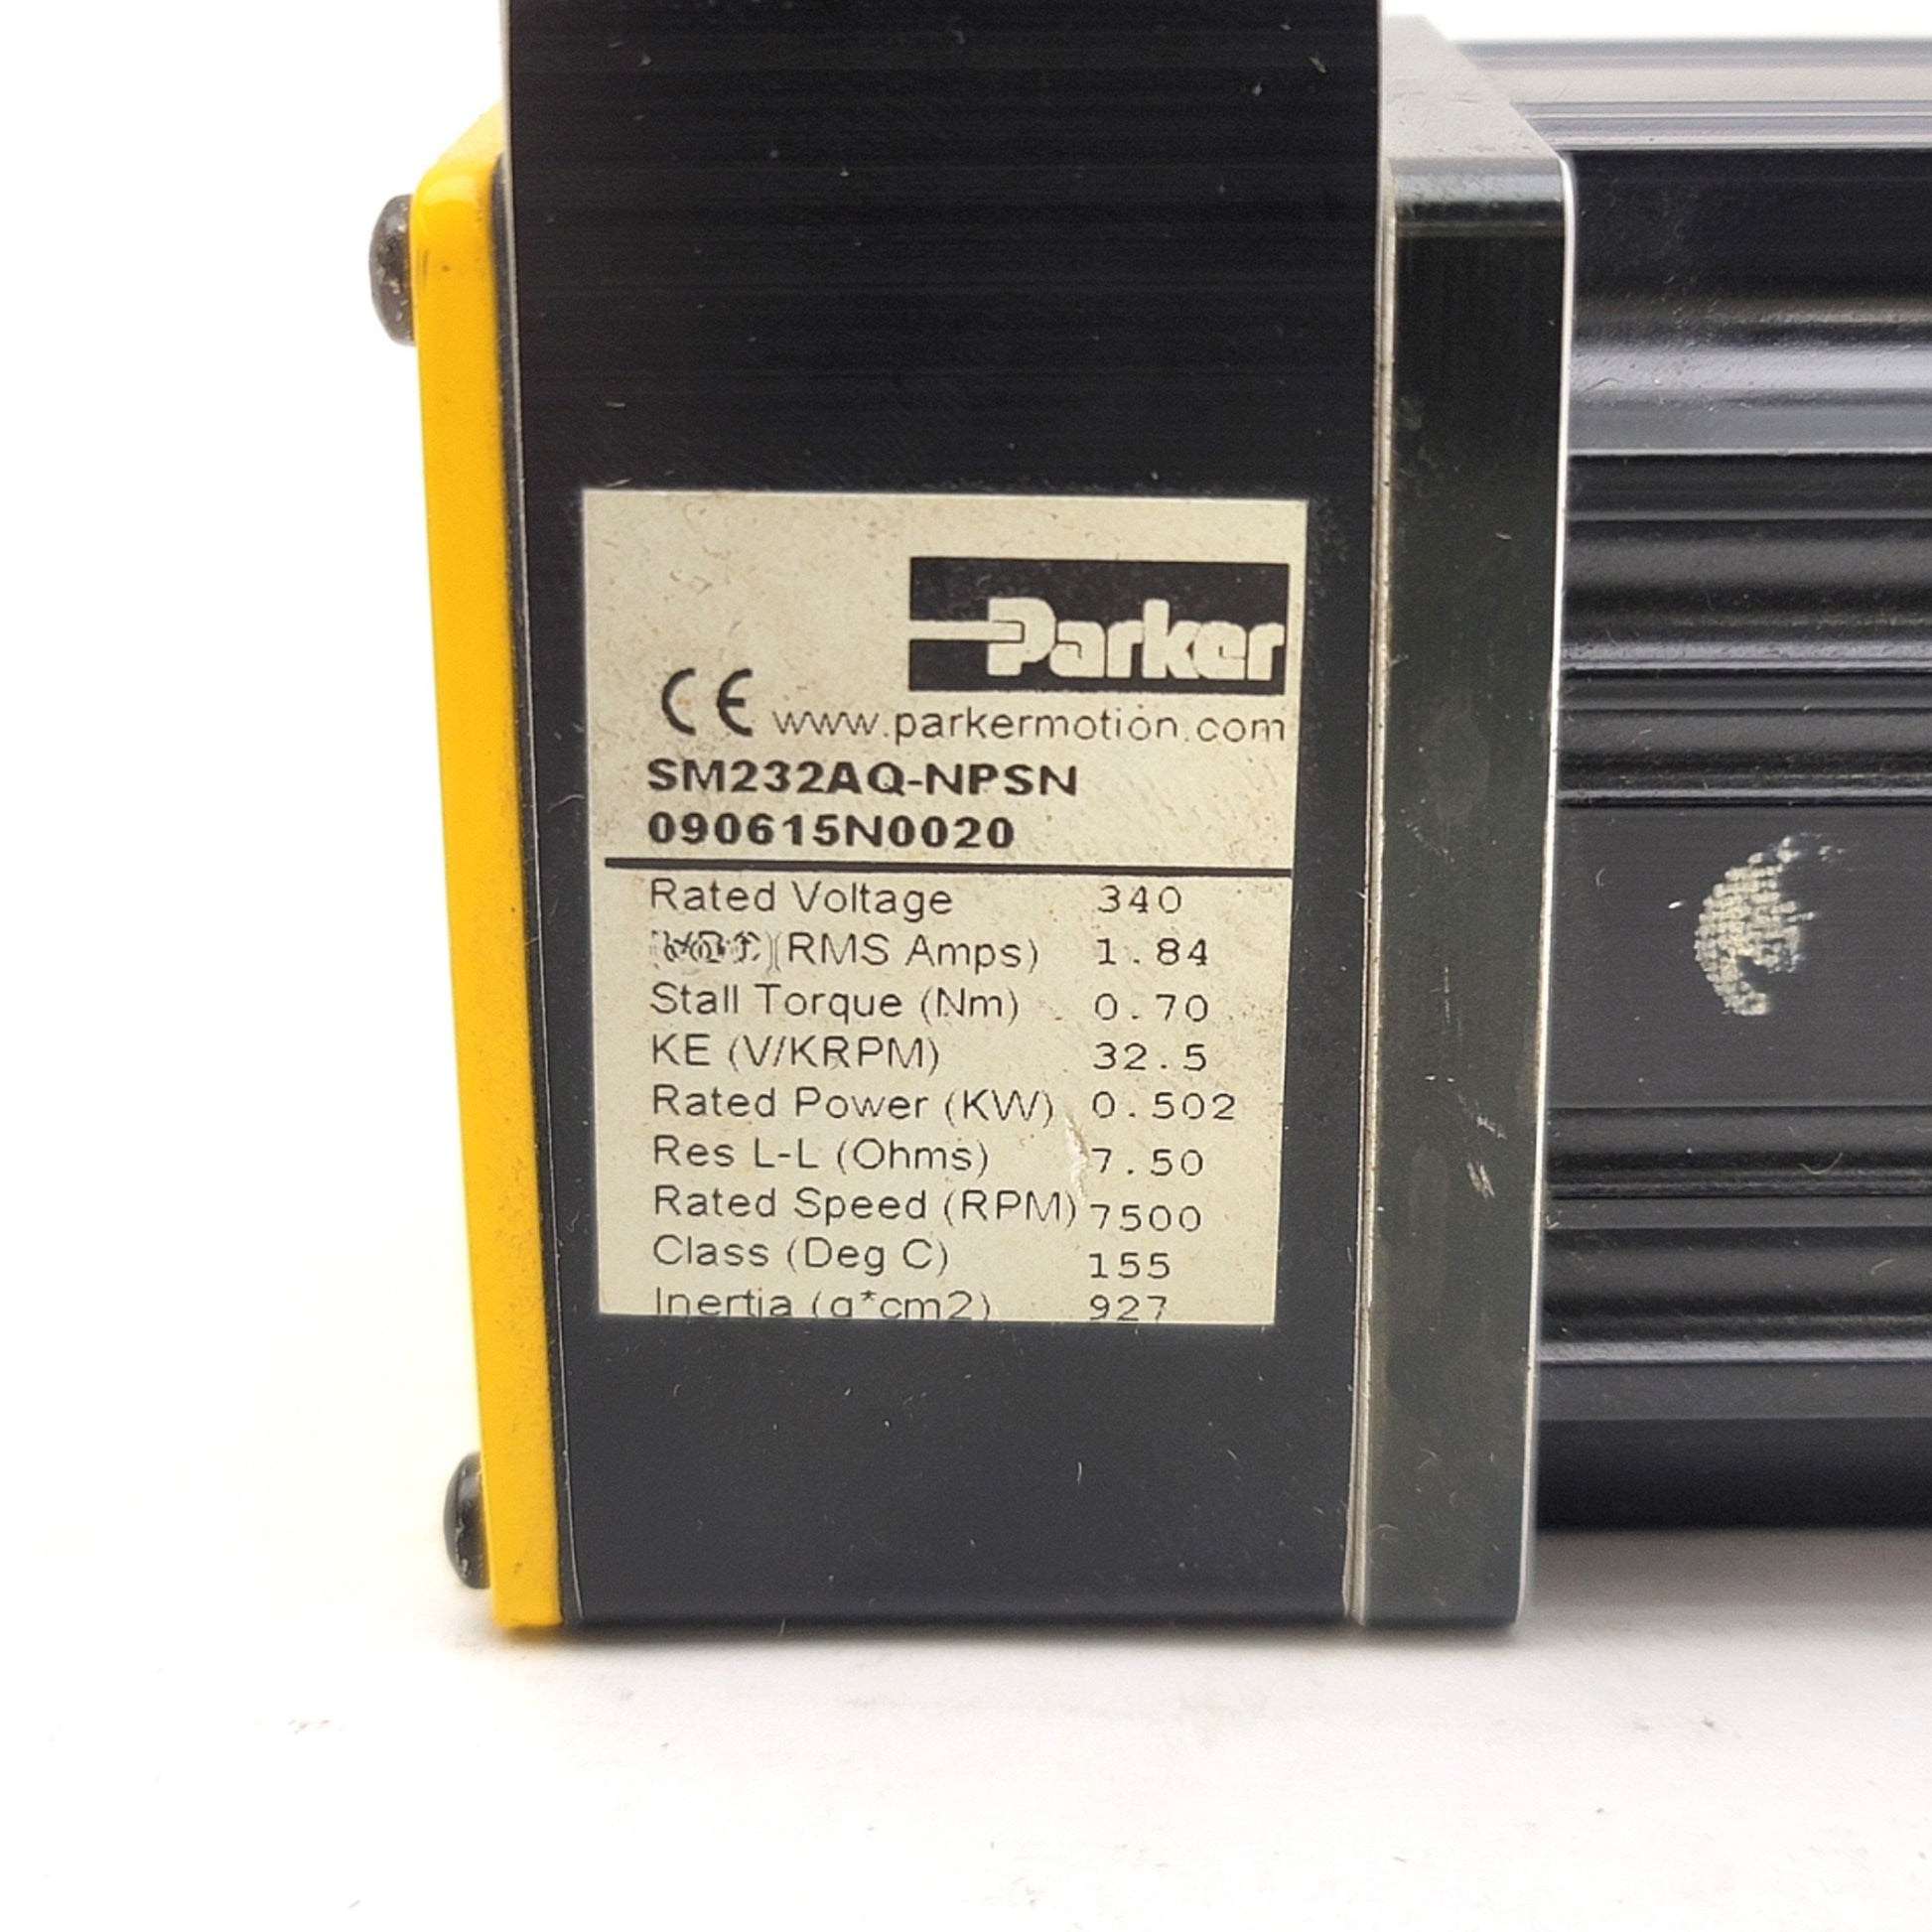 Parker
CE www.parkermotion.com
SM232AQ-NPSN
090615N0020
Rated Voltage 340
(RMS Amps) 1.84
Stall Torque (Nm) 0.70
KE (V/KRPM) 32.5
Rated Power (KW) 0.502
Res L-L (Ohms) 7.50
Rated Speed (RPM) 7500
Class (Deg C) 155
Inertia (g*cm2) 927